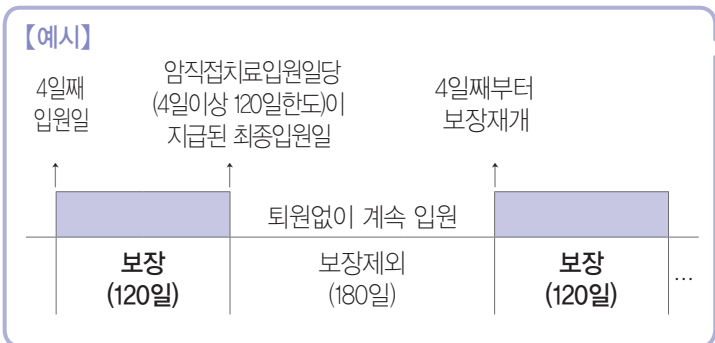 【예시】
4일째
입원일
암직접치료입원일당
(4일이상 120일한도)이
지급된 최종입원일
4일째부터
보장재개
퇴원없이 계속 입원
보장
(120일)
보장제외
(180일)
보장
(120일)
...